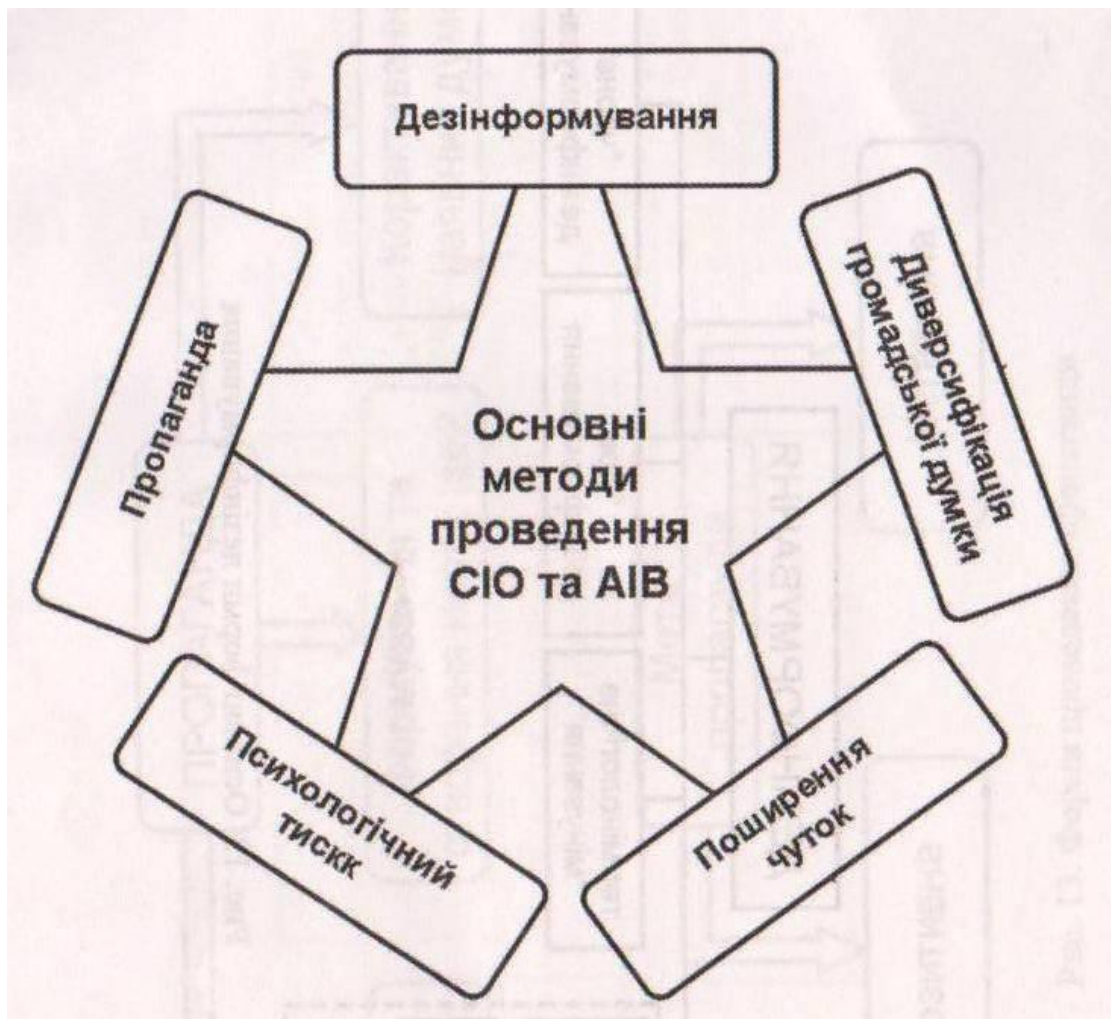 Дезінформування
Диверсифікація
громадської думки
Пропаганда
Основні
методи
проведення
СІО та АІВ
Психологічний
тискк
Поширення
чуток